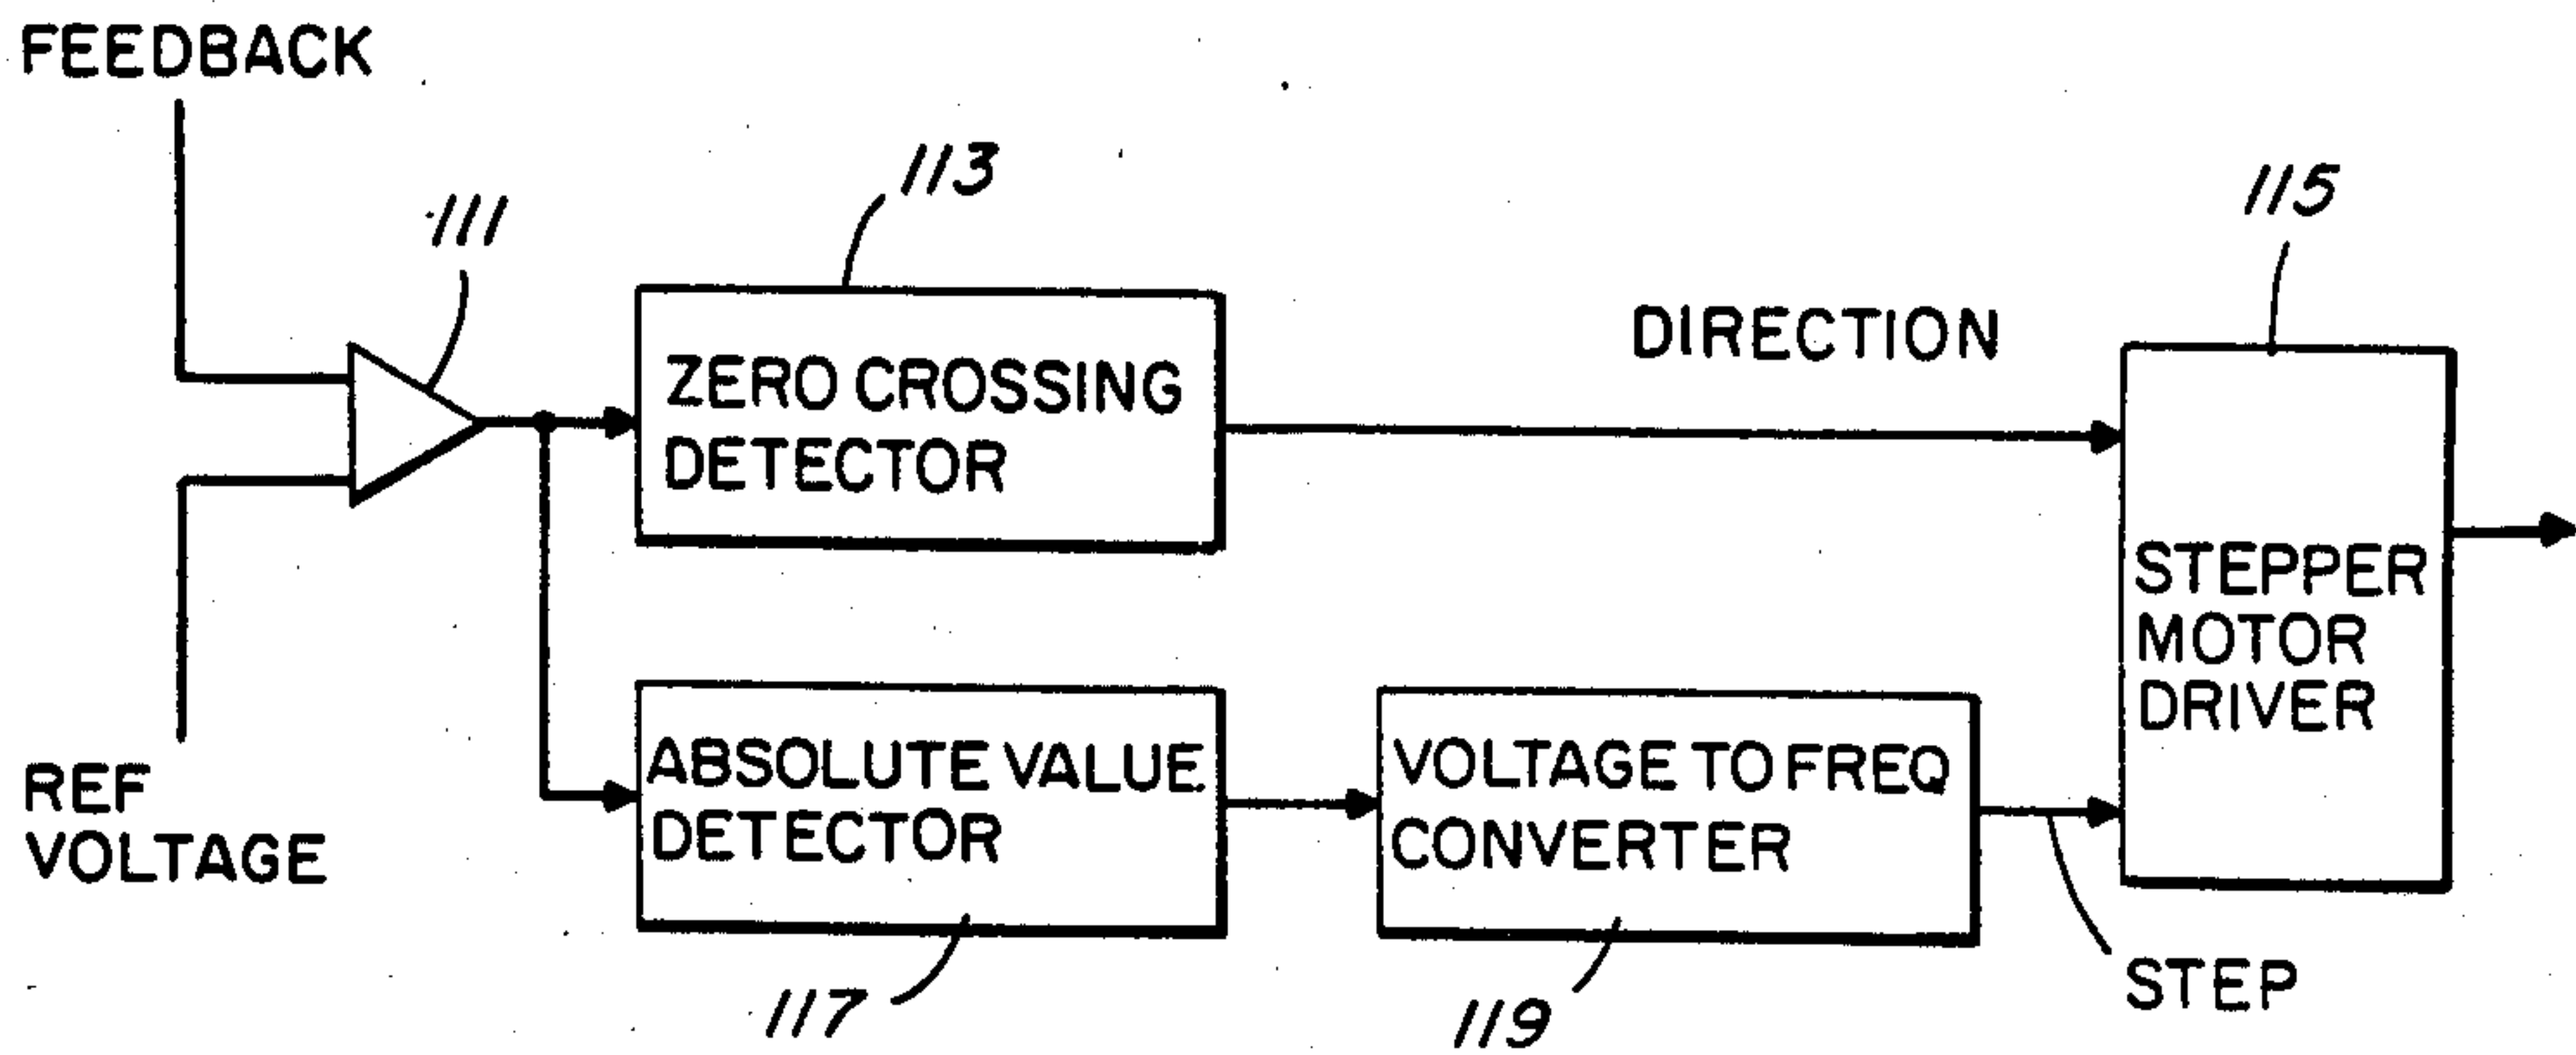 FEEDBACK
111
113
115
ZERO CROSSING
DETECTOR
DIRECTION
STEPPER
MOTOR
DRIVER
REF
VOLTAGE
ABSOLUTE VALUE
DETECTOR
VOLTAGE TO FREQ
CONVERTER
117
119
STEP